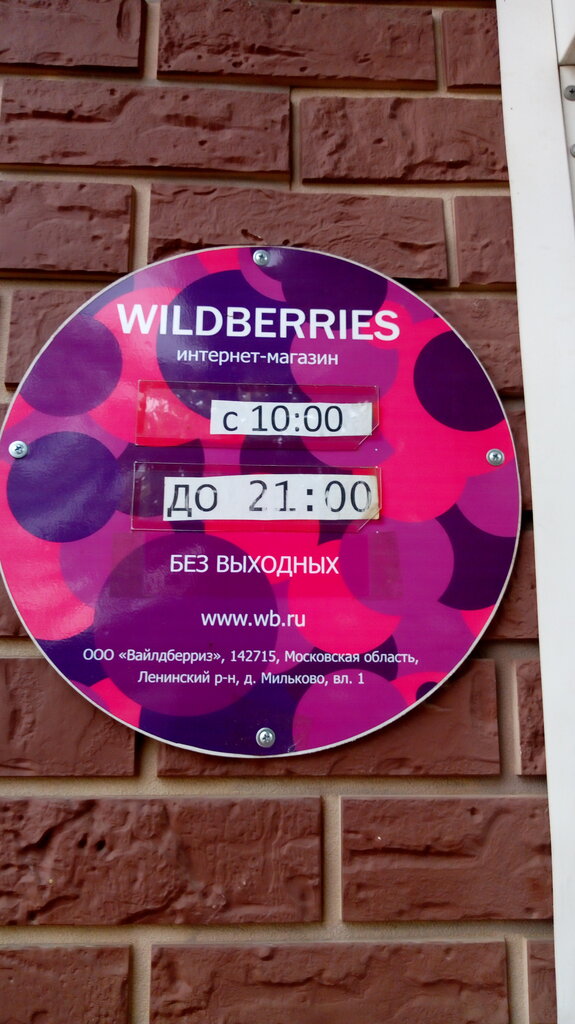 WILDBERRIES
интернет-магазин
с 10:00
ДО 21:00
БЕЗ ВЫХОДНЫХ
www.wb.ru
ООО «Вайлдберриз», 142715, Московская область,
Ленинский р-н, д. Мильково, вл. 1